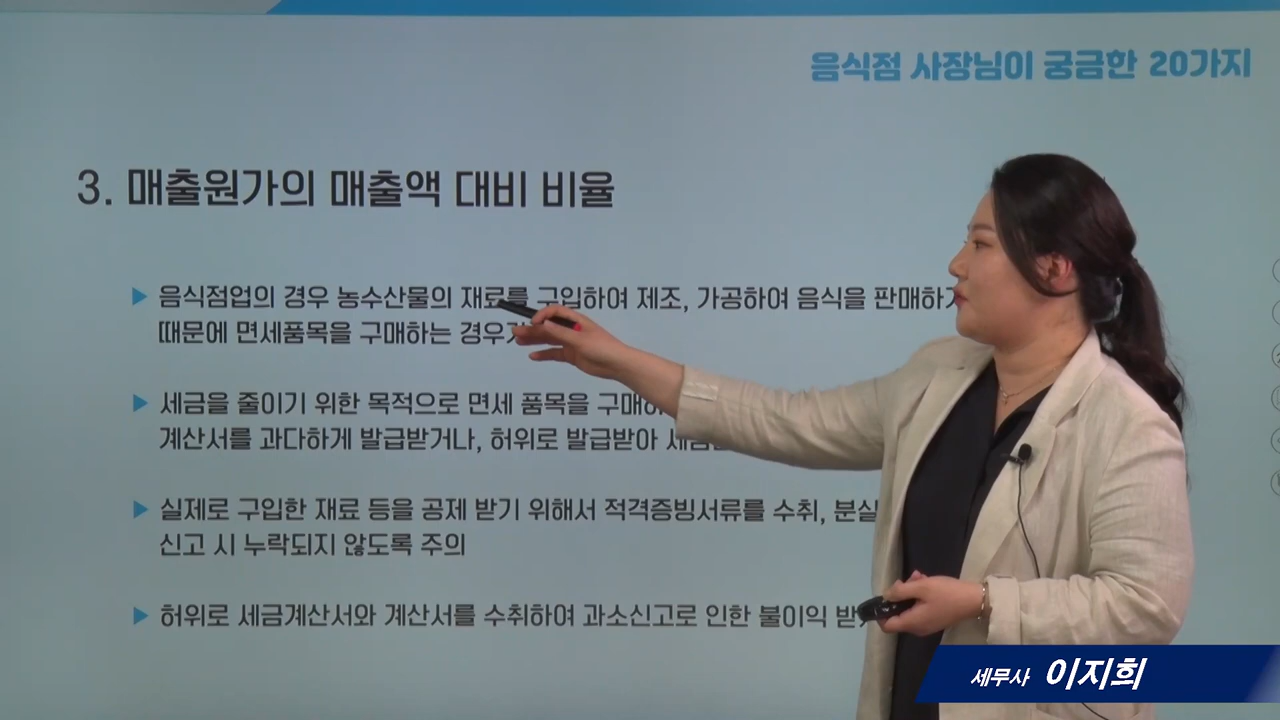 음식점 사장님이 궁금한 20가지
3. 매출원가의 매출액 대비 비율
▶ 음식점업의 경우 농수산물의 재료를 구입하여 제조, 가공하여 음식을 판매하기
때문에 면세품목을 구매하는
▶ 세금을 줄이기 위한 목적으로 면세 품목을
계산서를 과다하게 발급받거나, 허위로 발급받아
▶ 실제로 구입한 재료 등을 공제 받기 위해서 적격증빙서류를 수취, 분실
신고 시 누락되지 않도록 주의
▶ 허위로 세금계산서와 계산서를 수취하여 과소신고로 인한 불이익
세무사 이지희